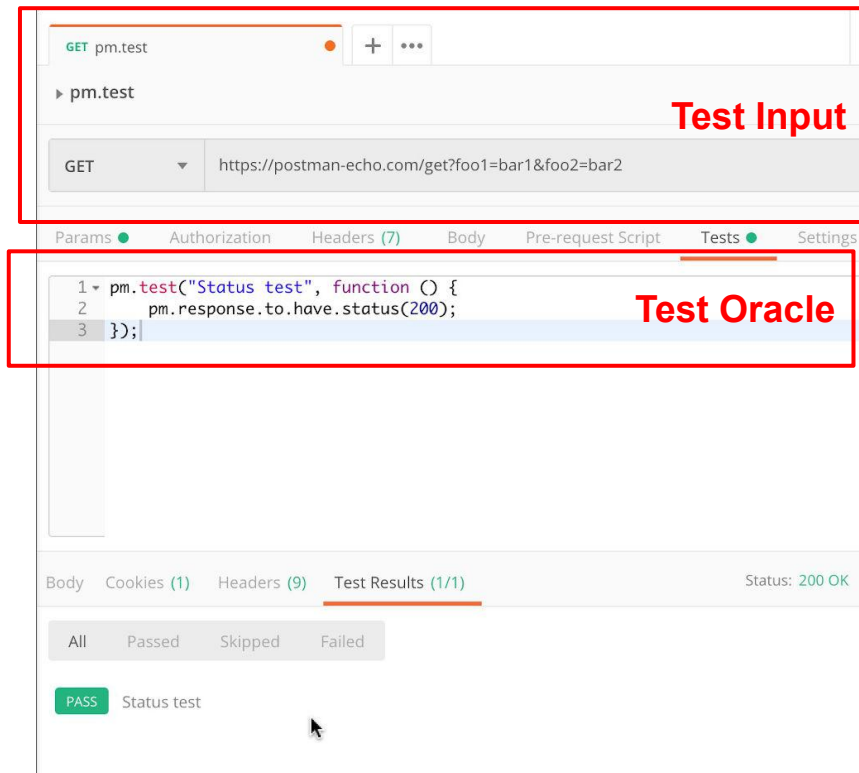 GET pm.test + •••
pm.test
Test Input
GET https://postman-echo.com/get?foo1=bar1&foo2=bar2
Params Authorization Headers (7) Body Pre-request Script Tests Settings
1 pm.test("Status test", function () {
2 pm.response.to.have.status(200);
3 });
Test Oracle
Body Cookies (1) Headers (9) Test Results (1/1) Status: 200 OK
All Passed Skipped Failed
PASS Status test